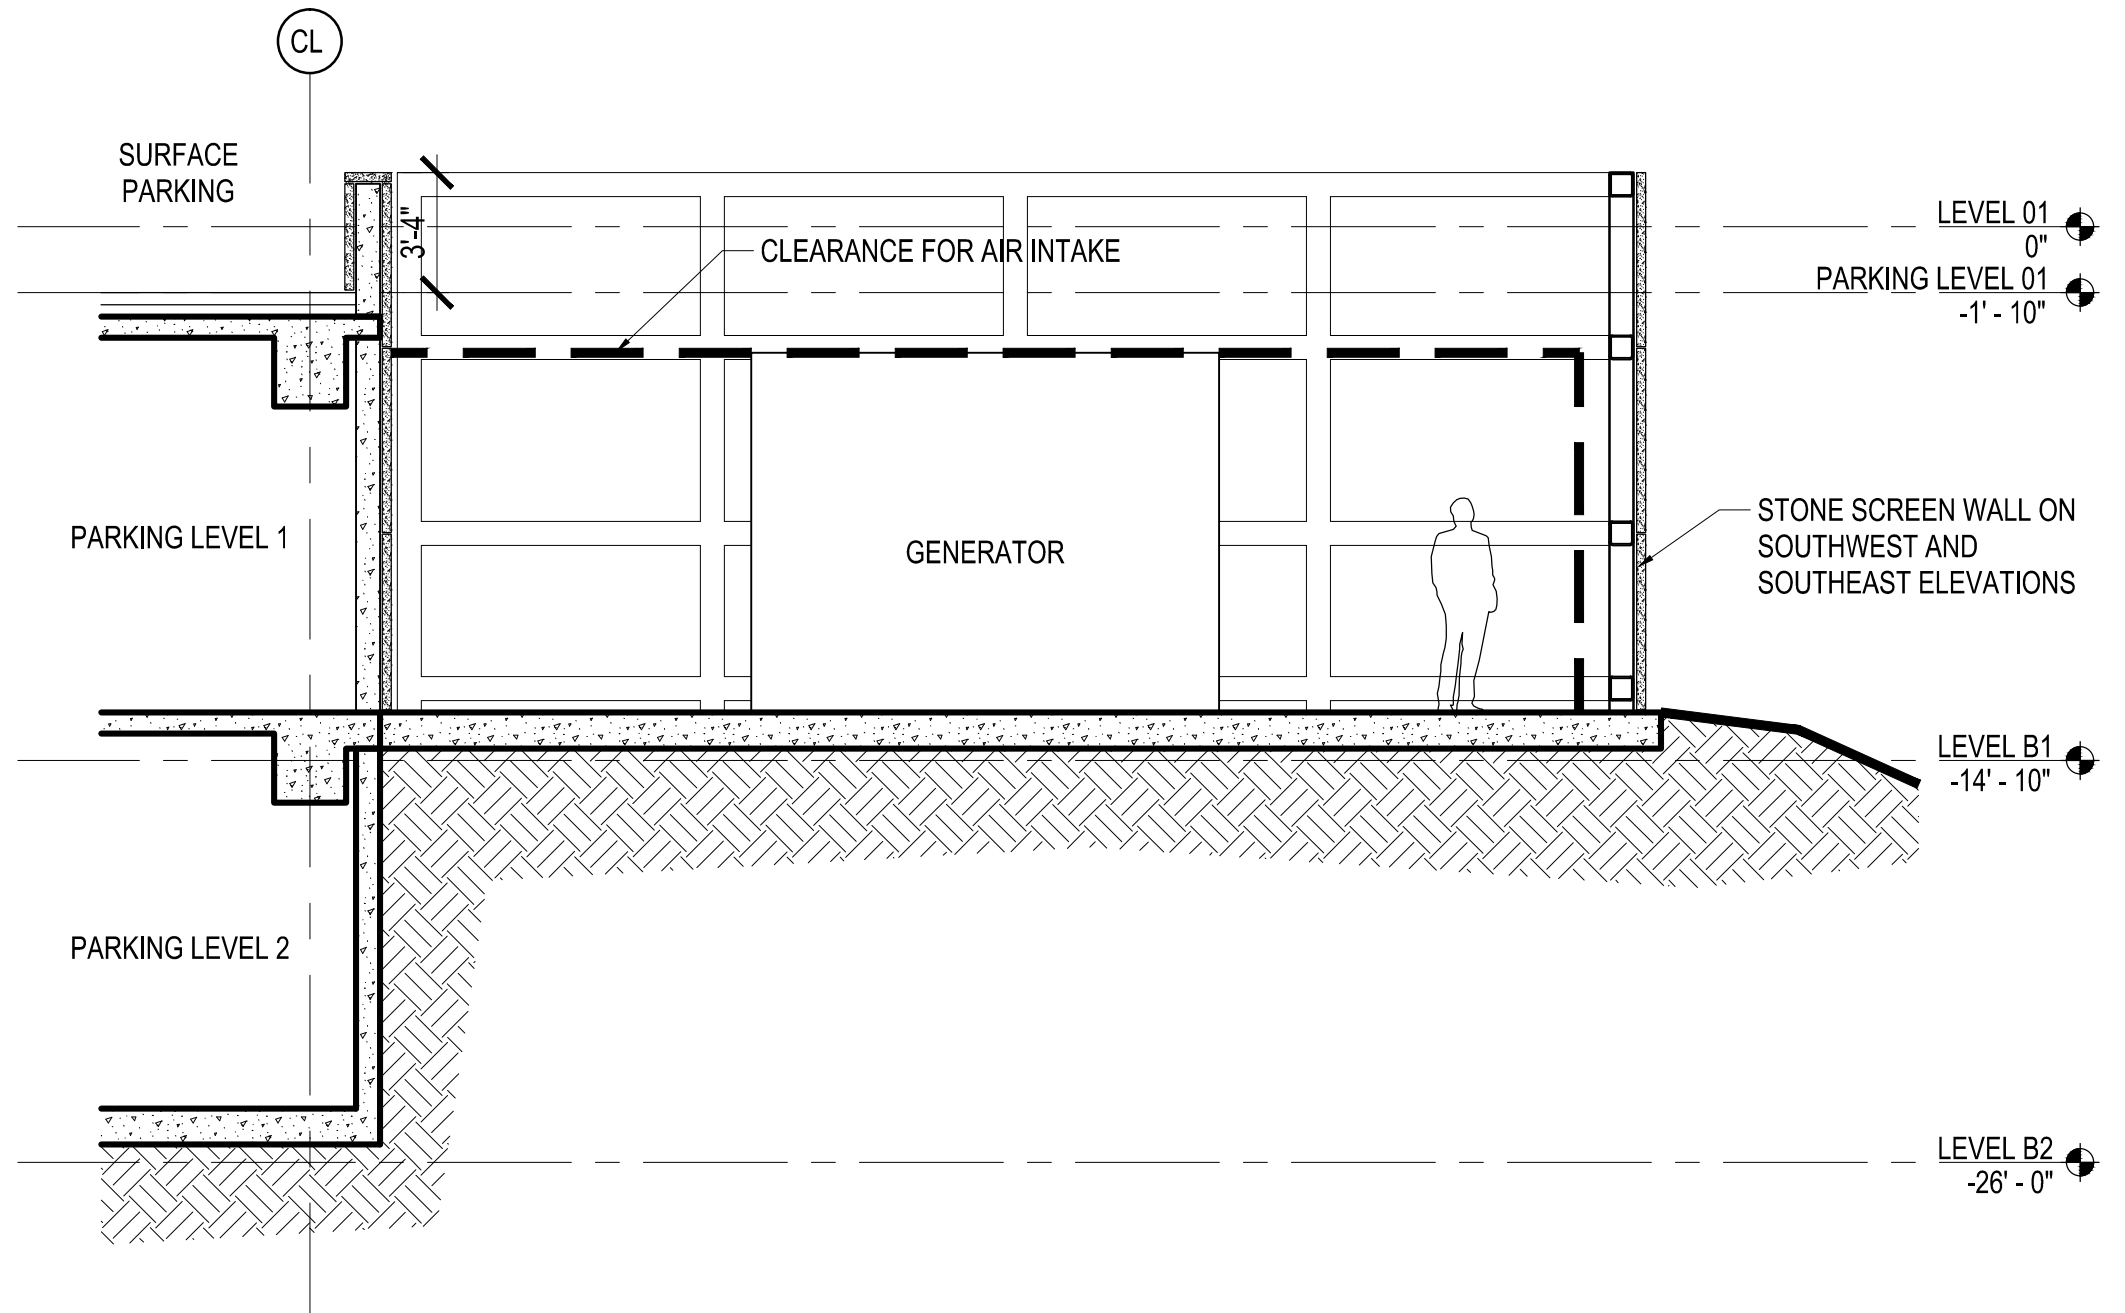 CL
SURFACE
PARKING
3'-4"
CLEARANCE FOR AIR INTAKE
LEVEL 01
0"
PARKING LEVEL 01
-1' - 10"
PARKING LEVEL 1
GENERATOR
STONE SCREEN WALL ON
SOUTHWEST AND
SOUTHEAST ELEVATIONS
LEVEL B1
-14' - 10"
PARKING LEVEL 2
LEVEL B2
-26' - 0"